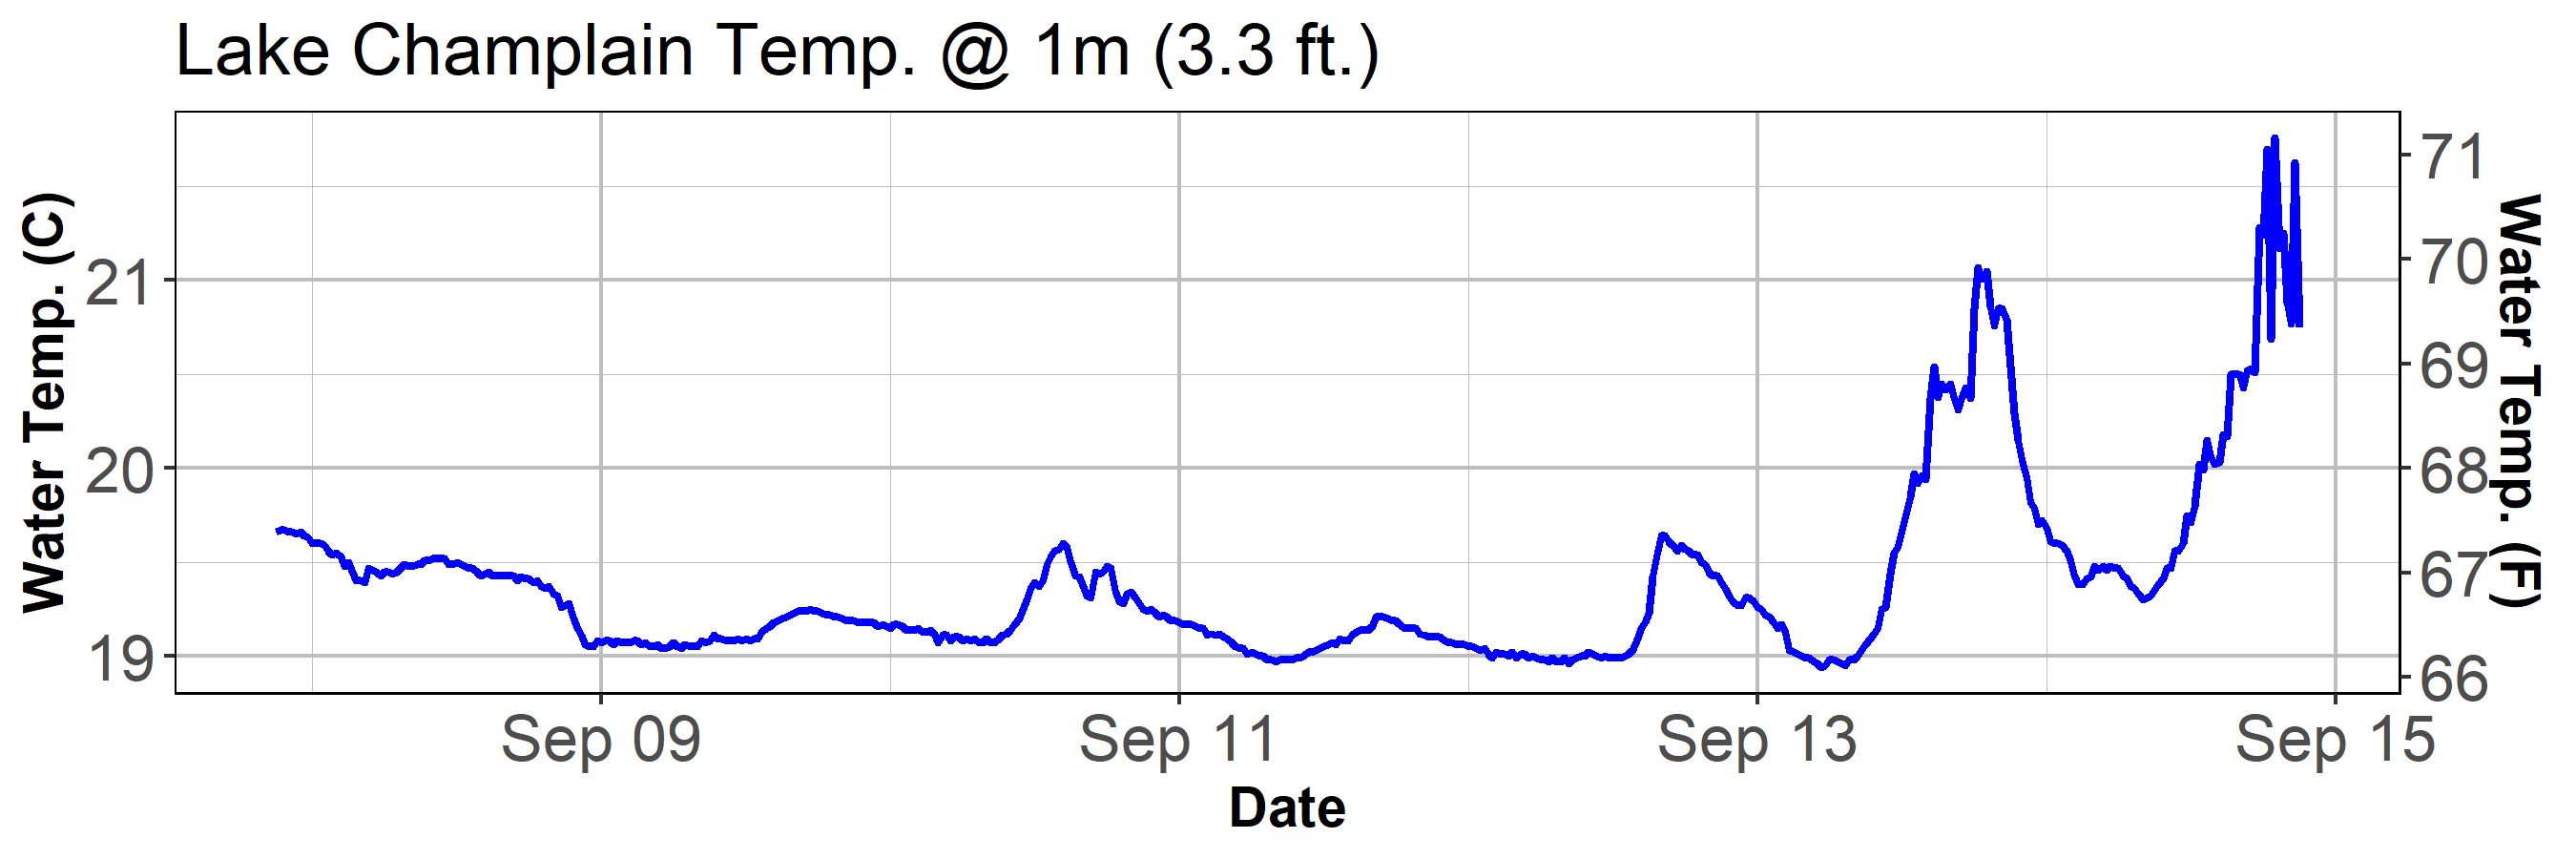 Lake Champlain Temp. @ 1m (3.3 ft.)
Water Temp. (C)
21
20
19
71
70
69
68
67
66
Water Temp. (F)
Sep 09
Sep 11
Sep 13
Sep 15
Date